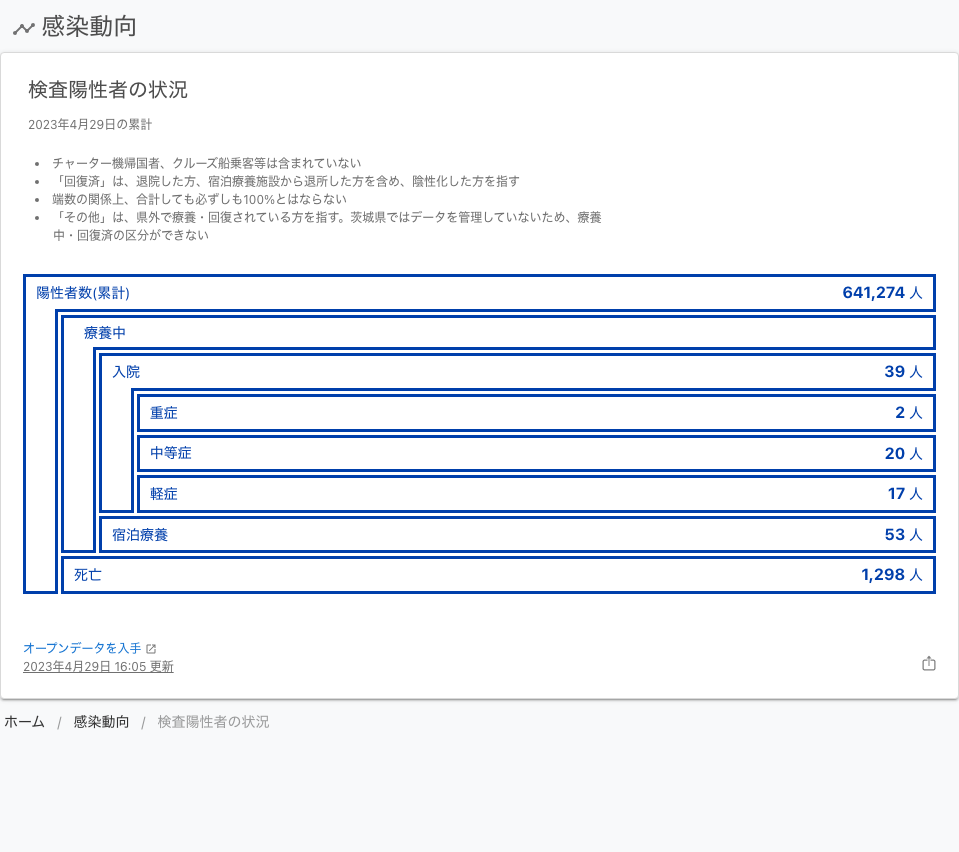 感染動向
検査陽性者の状況
2023年4月29日の累計
• チャーター機帰国者、クルーズ船乗客等は含まれていない
• 「回復済」は、退院した方、宿泊療養施設から退所した方を含め、陰性化した方を指す
• 端数の関係上、合計しても必ずしも100%とはならない
• 「その他」は、県外で療養・回復されている方を指す。茨城県ではデータを管理していないため、療養
中・回復済の区分ができない
陽性者数(累計) 641,274 人
療養中
入院 39 人
重症 2 人
中等症 20 人
軽症 17 人
宿泊療養 53 人
死亡 1,298 人
オープンデータを入手
2023年4月29日 16:05 更新
ホーム / 感染動向 / 検査陽性者の状況